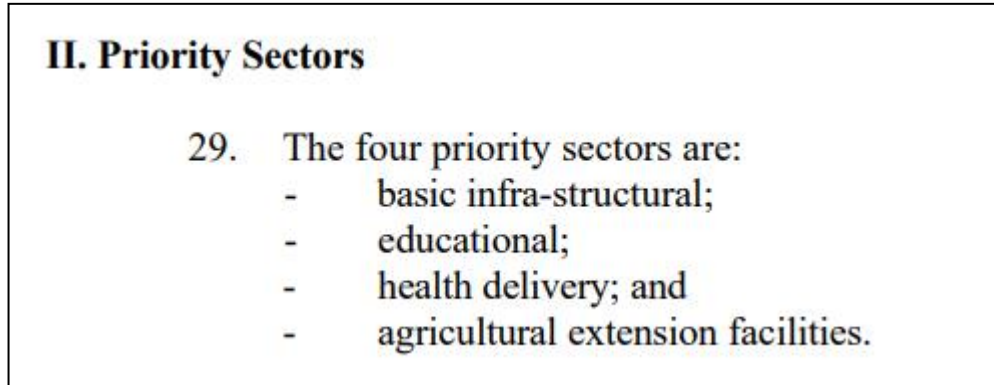 II. Priority Sectors
29. The four priority sectors are:
- basic infra-structural;
- educational;
- health delivery; and
- agricultural extension facilities.